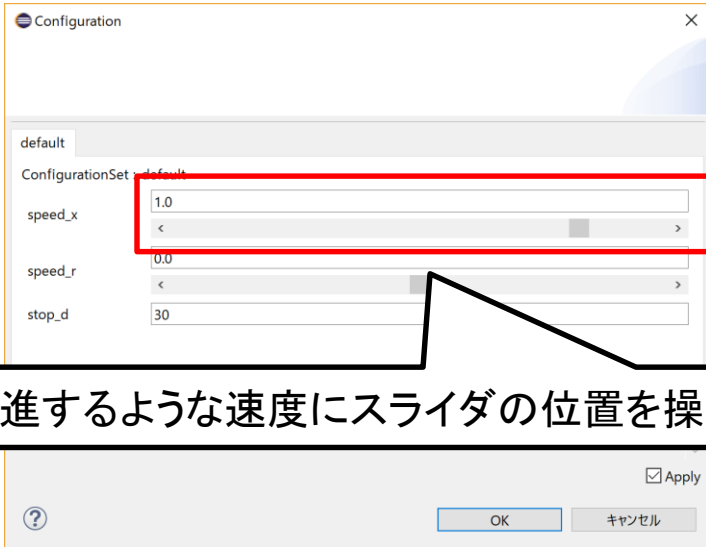 Configuration
default
ConfigurationSet : default
speed_x
1.0
speed_r
0.0
stop_d
30
進するような速度にスライダの位置を操
Apply
OK
キャンセル